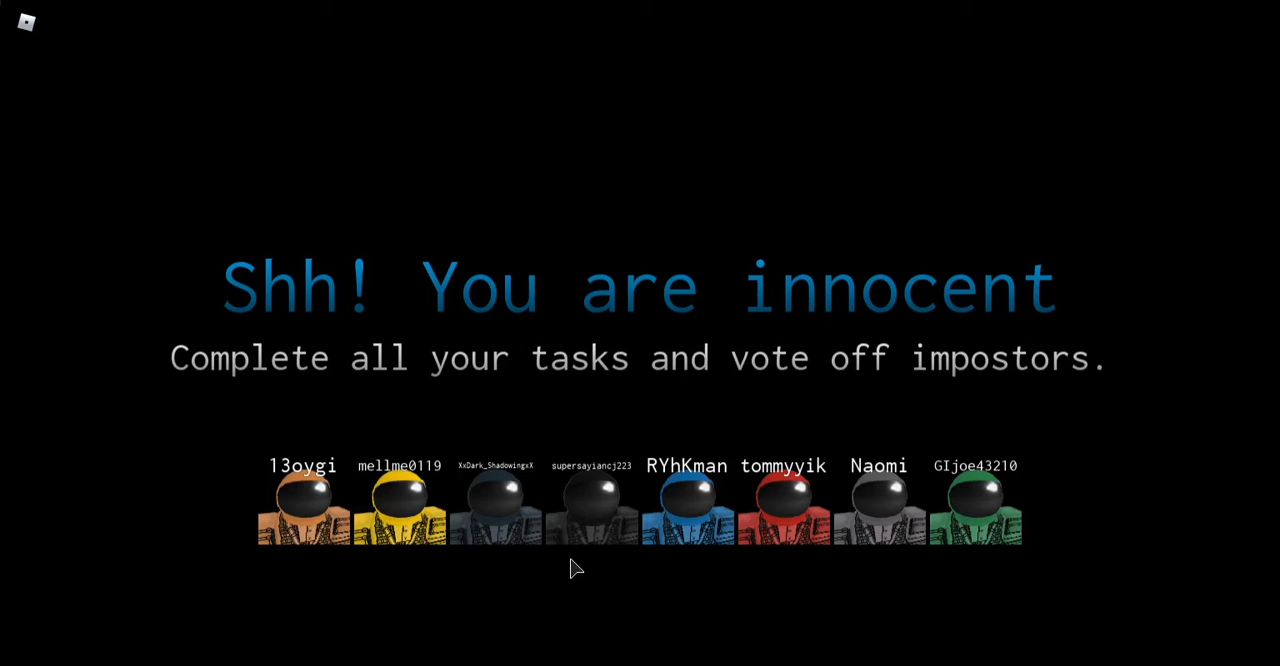 Shh! You are innocent
Complete all your tasks and vote off impostors.
13oygi mellme0119 XxDark_ShadowingxX supersayiancj223 RYhKman tommyyik Naomi GIjoe43210